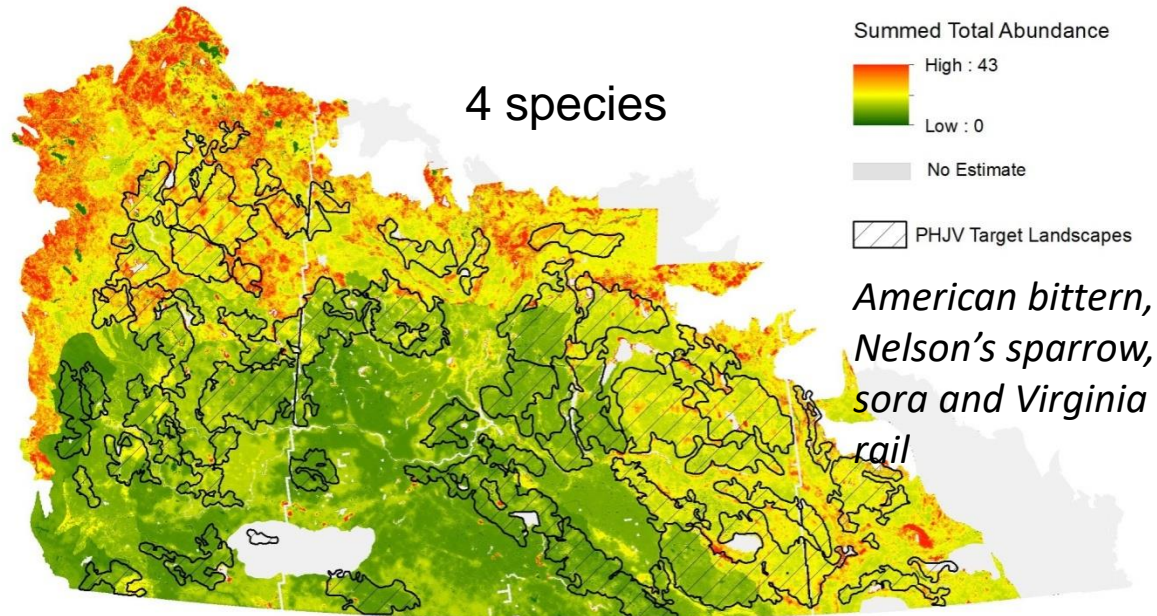 4 species
Summed Total Abundance
High : 43
Low : 0
No Estimate
PHJV Target Landscapes
American bittern,
Nelson’s sparrow,
sora and Virginia
rail